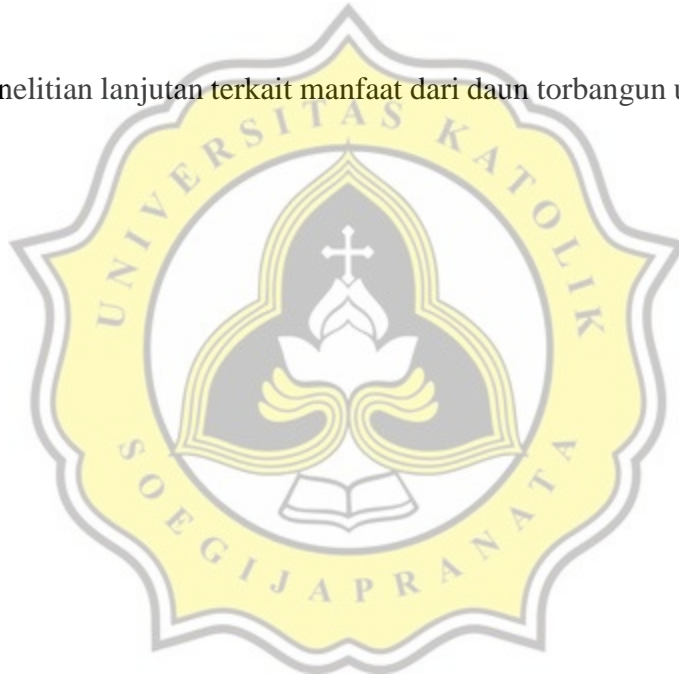 nelitian lanjutan terkait manfaat dari daun torbangun
UNIVERSITAS KATOLIK
SOEGIJAPRANATA